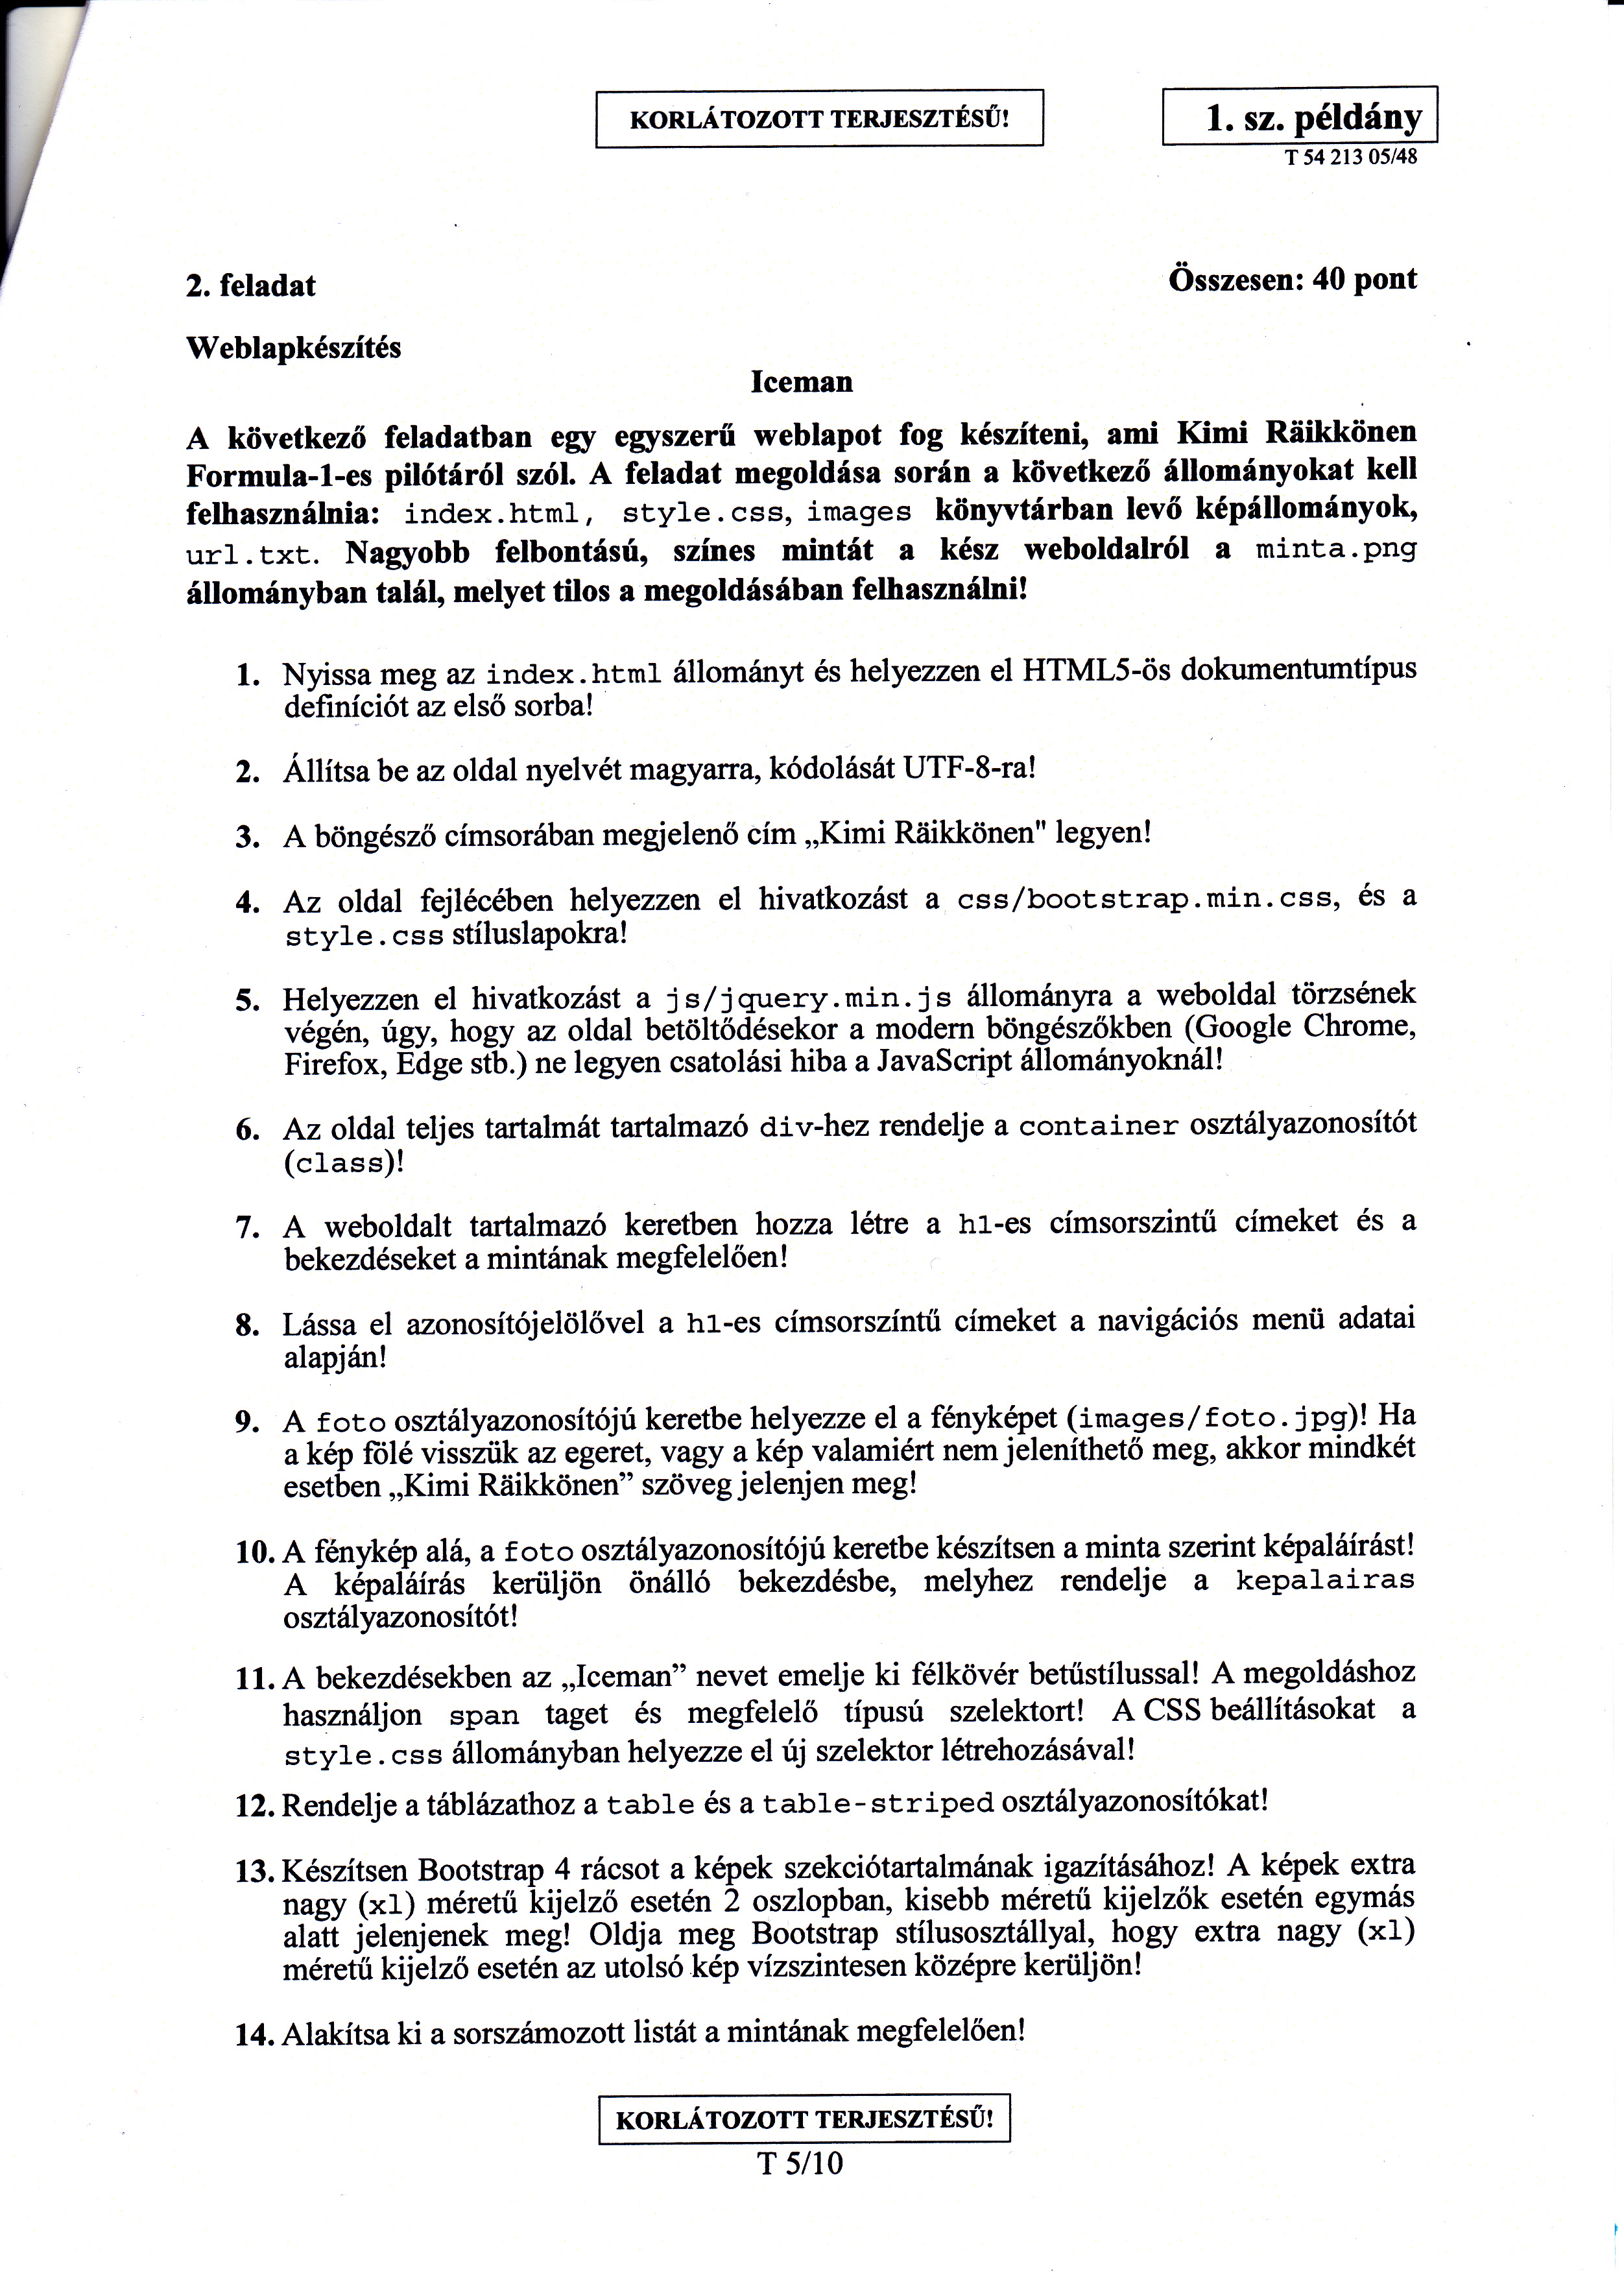 KORLÁTOZOTT TERJESZTÉSŰ!
1. sz. példány
T 54 213 05/48
2. feladat
Összesen: 40 pont
Weblapkészítés
Iceman
A következő feladatban egy egyszerű weblapot fog készíteni, ami Kimi Räikkönen
Formula-1-es pilótáról szól. A feladat megoldása során a következő állományokat kell
felhasználnia: index.html, style.css, images könyvtárban levő képállományok,
url.txt. Nagyobb felbontású, színes mintát a kész weboldalról a minta.png
állományban talál, melyet tilos a megoldásában felhasználni!
1. Nyissa meg az index.html állományt és helyezzen el HTML5-ös dokumentumtípus
definíciót az első sorba!
2. Állítsa be az oldal nyelvét magyarra, kódolását UTF-8-ra!
3. A böngésző címsorában megjelenő cím „Kimi Räikkönen" legyen!
4. Az oldal fejlécében helyezzen el hivatkozást a css/bootstrap.min.css, és a
style.css stíluslapokra!
5. Helyezzen el hivatkozást a js/jquery.min.js állományra a weboldal törzsének
végén, úgy, hogy az oldal betöltődésekor a modern böngészőkben (Google Chrome,
Firefox, Edge stb.) ne legyen csatolási hiba a JavaScript állományoknál!
6. Az oldal teljes tartalmát tartalmazó div-hez rendelje a container osztályazonosítót
(class)!
7. A weboldalt tartalmazó keretben hozza létre a h1-es címsorszintű címeket és a
bekezdéseket a mintának megfelelően!
8. Lássa el azonosítójelölővel a h1-es címsorszíntű címeket a navigációs menü adatai
alapján!
9. A foto osztályazonosítójú keretbe helyezze el a fényképet (images/foto.jpg)! Ha
a kép fölé visszük az egeret, vagy a kép valamiért nem jeleníthető meg, akkor mindkét
esetben „Kimi Räikkönen” szöveg jelenjen meg!
10. A fénykép alá, a foto osztályazonosítójú keretbe készítsen a minta szerint képaláírást!
A képaláírás kerüljön önálló bekezdésbe, melyhez rendelje a kepalairas
osztályazonosítót!
11. A bekezdésekben az „Iceman” nevet emelje ki félkövér betűstílussal! A megoldáshoz
használjon span taget és megfelelő típusú szelektort! A CSS beállításokat a
style.css állományban helyezze el új szelektor létrehozásával!
12. Rendelje a táblázathoz a table és a table-striped osztályazonosítókat!
13. Készítsen Bootstrap 4 rácsot a képek szekciótartalmának igazításához! A képek extra
nagy (xl) méretű kijelző esetén 2 oszlopban, kisebb méretű kijelzők esetén egymás
alatt jelenjenek meg! Oldja meg Bootstrap stílusosztállyal, hogy extra nagy (xl)
méretű kijelző esetén az utolsó kép vízszintesen középre kerüljön!
14. Alakítsa ki a sorszámozott listát a mintának megfelelően!
KORLÁTOZOTT TERJESZTÉSŰ!
T 5/10